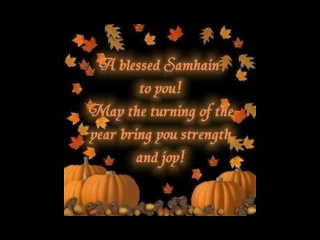 A blessed Samhain
to you!
May the turning of the
year bring you strength
and joy!